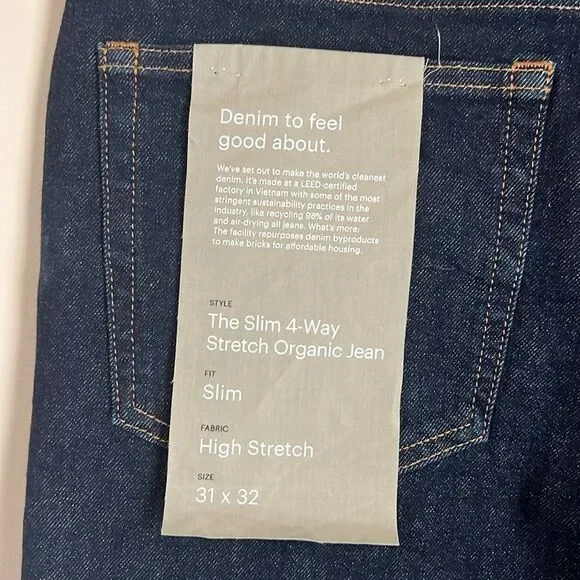 Denim to feel
good about.
We've set out to make the world's cleanest
denim. It's made at a LEED-certified
factory in Vietnam with some of the most
stringent sustainability practices in the
industry, like recycling 98% of its water
and air-drying all jeans. What's more:
The facility repurposes denim byproducts
to make bricks for affordable housing.
STYLE
The Slim 4-Way
Stretch Organic Jean
FIT
Slim
FABRIC
High Stretch
SIZE
31 x 32